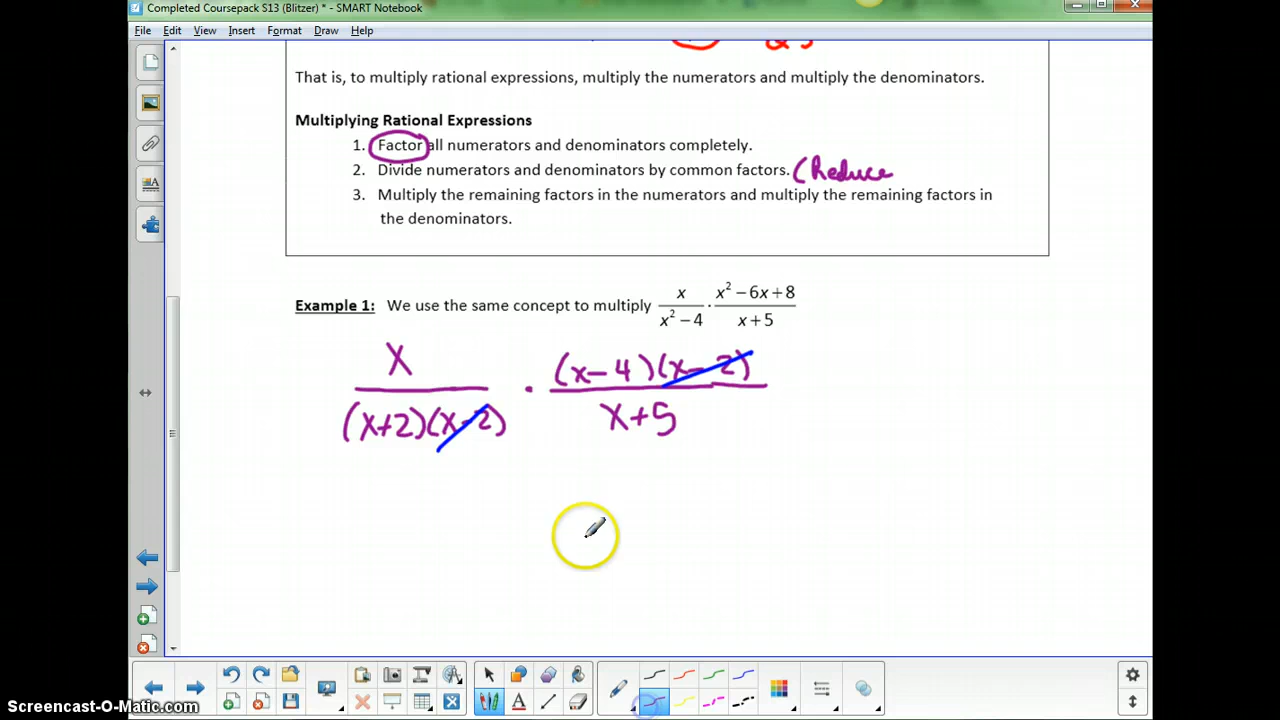 Completed Coursepack S13 (Blitzer) * - SMART Notebook
File Edit View Insert Format Draw Help
That is, to multiply rational expressions, multiply the numerators and multiply the denominators.
Multiplying Rational Expressions
1. Factor all numerators and denominators completely.
2. Divide numerators and denominators by common factors. (Reduce
3. Multiply the remaining factors in the numerators and multiply the remaining factors in
the denominators.
Example 1: We use the same concept to multiply x/(x² − 4) · (x² − 6x + 8)/(x + 5)
x (x-4)(x-2)
(x+2)(x-2) · x+5
Screencast-O-Matic.com